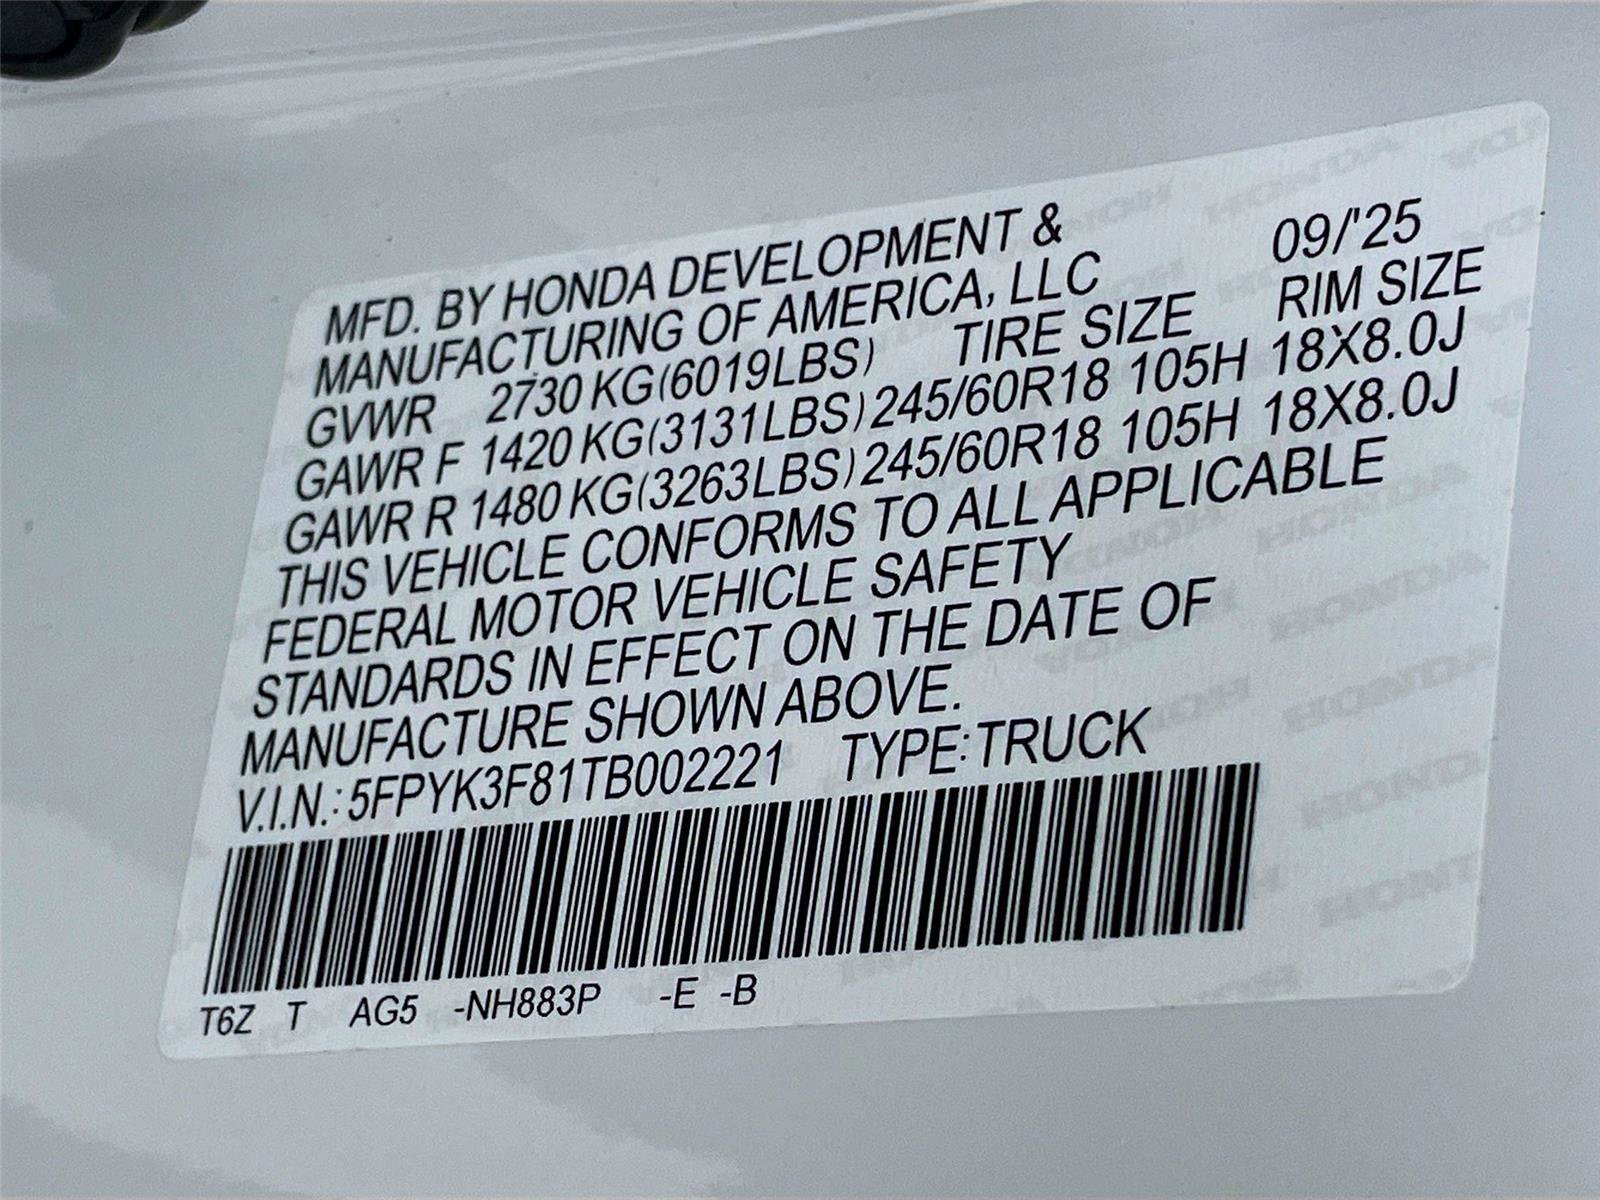 MFD. BY HONDA DEVELOPMENT &
MANUFACTURING OF AMERICA, LLC 09/'25
GVWR 2730 KG(6019LBS) TIRE SIZE RIM SIZE
GAWR F 1420 KG(3131LBS) 245/60R18 105H 18X8.0J
GAWR R 1480 KG(3263LBS) 245/60R18 105H 18X8.0J
THIS VEHICLE CONFORMS TO ALL APPLICABLE
FEDERAL MOTOR VEHICLE SAFETY
STANDARDS IN EFFECT ON THE DATE OF
MANUFACTURE SHOWN ABOVE.
V.I.N.: 5FPYK3F81TB002221 TYPE: TRUCK
T6Z T AG5 -NH883P -E -B